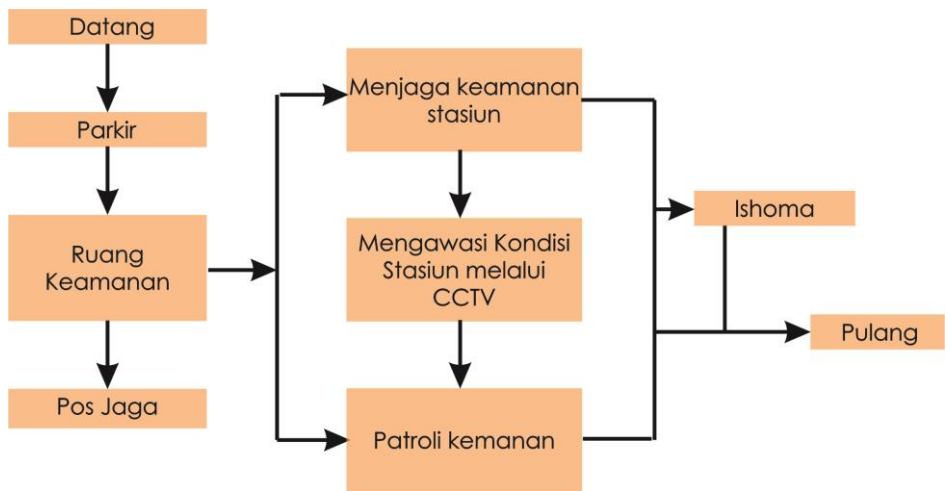 Datang
Parkir
Ruang
Keamanan
Pos Jaga
Menjaga keamanan
stasiun
Mengawasi Kondisi
Stasiun melalui
CCTV
Patroli kemanan
Ishoma
Pulang